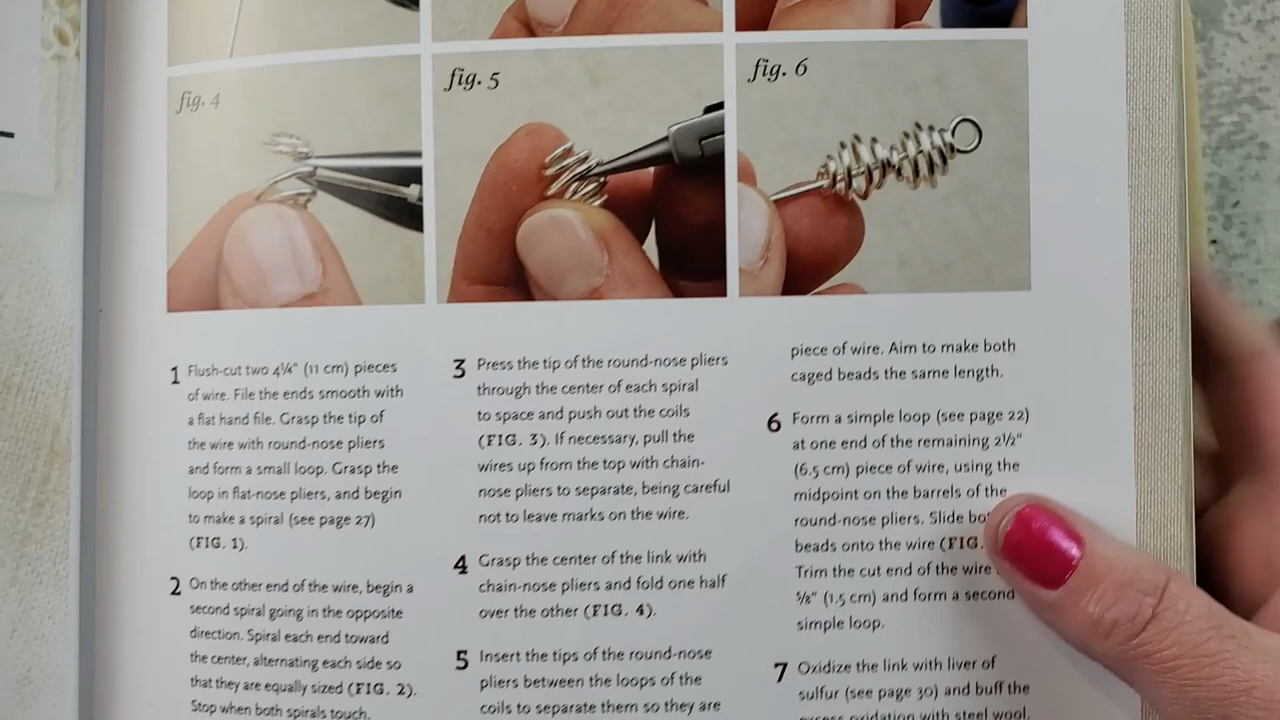 fig. 4
fig. 5
fig. 6
1 Flush-cut two 4¼" (11 cm) pieces
of wire. File the ends smooth with
a flat hand file. Grasp the tip of
the wire with round-nose pliers
and form a small loop. Grasp the
loop in flat-nose pliers, and begin
to make a spiral (see page 27)
(FIG. 1).
2 On the other end of the wire, begin a
second spiral going in the opposite
direction. Spiral each end toward
the center, alternating each side so
that they are equally sized (FIG. 2).
Stop when both spirals touch.
3 Press the tip of the round-nose pliers
through the center of each spiral
to space and push out the coils
(FIG. 3). If necessary, pull the
wires up from the top with chain-
nose pliers to separate, being careful
not to leave marks on the wire.
4 Grasp the center of the link with
chain-nose pliers and fold one half
over the other (FIG. 4).
5 Insert the tips of the round-nose
pliers between the loops of the
coils to separate them so they are
piece of wire. Aim to make both
caged beads the same length.
6 Form a simple loop (see page 22)
at one end of the remaining 2½"
(6.5 cm) piece of wire, using the
midpoint on the barrels of the
round-nose pliers. Slide
beads onto the wire (FIG.
Trim the cut end of the wire
⅝" (1.5 cm) and form a second
simple loop.
7 Oxidize the link with liver of
sulfur (see page 30) and buff the
excess oxidation with steel wool.